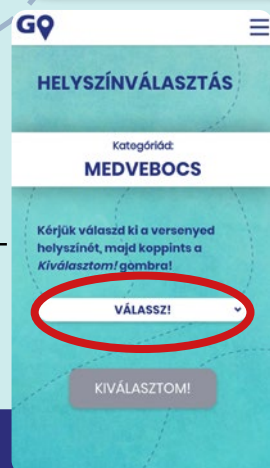 GO
HELYSZÍNVÁLASZTÁS
Kategóriád:
MEDVEBOCS
Kérjük válaszd ki a versenyed
helyszínét, majd koppints a
Kiválasztom! gombra!
VÁLASSZ!
KIVÁLASZTOM!